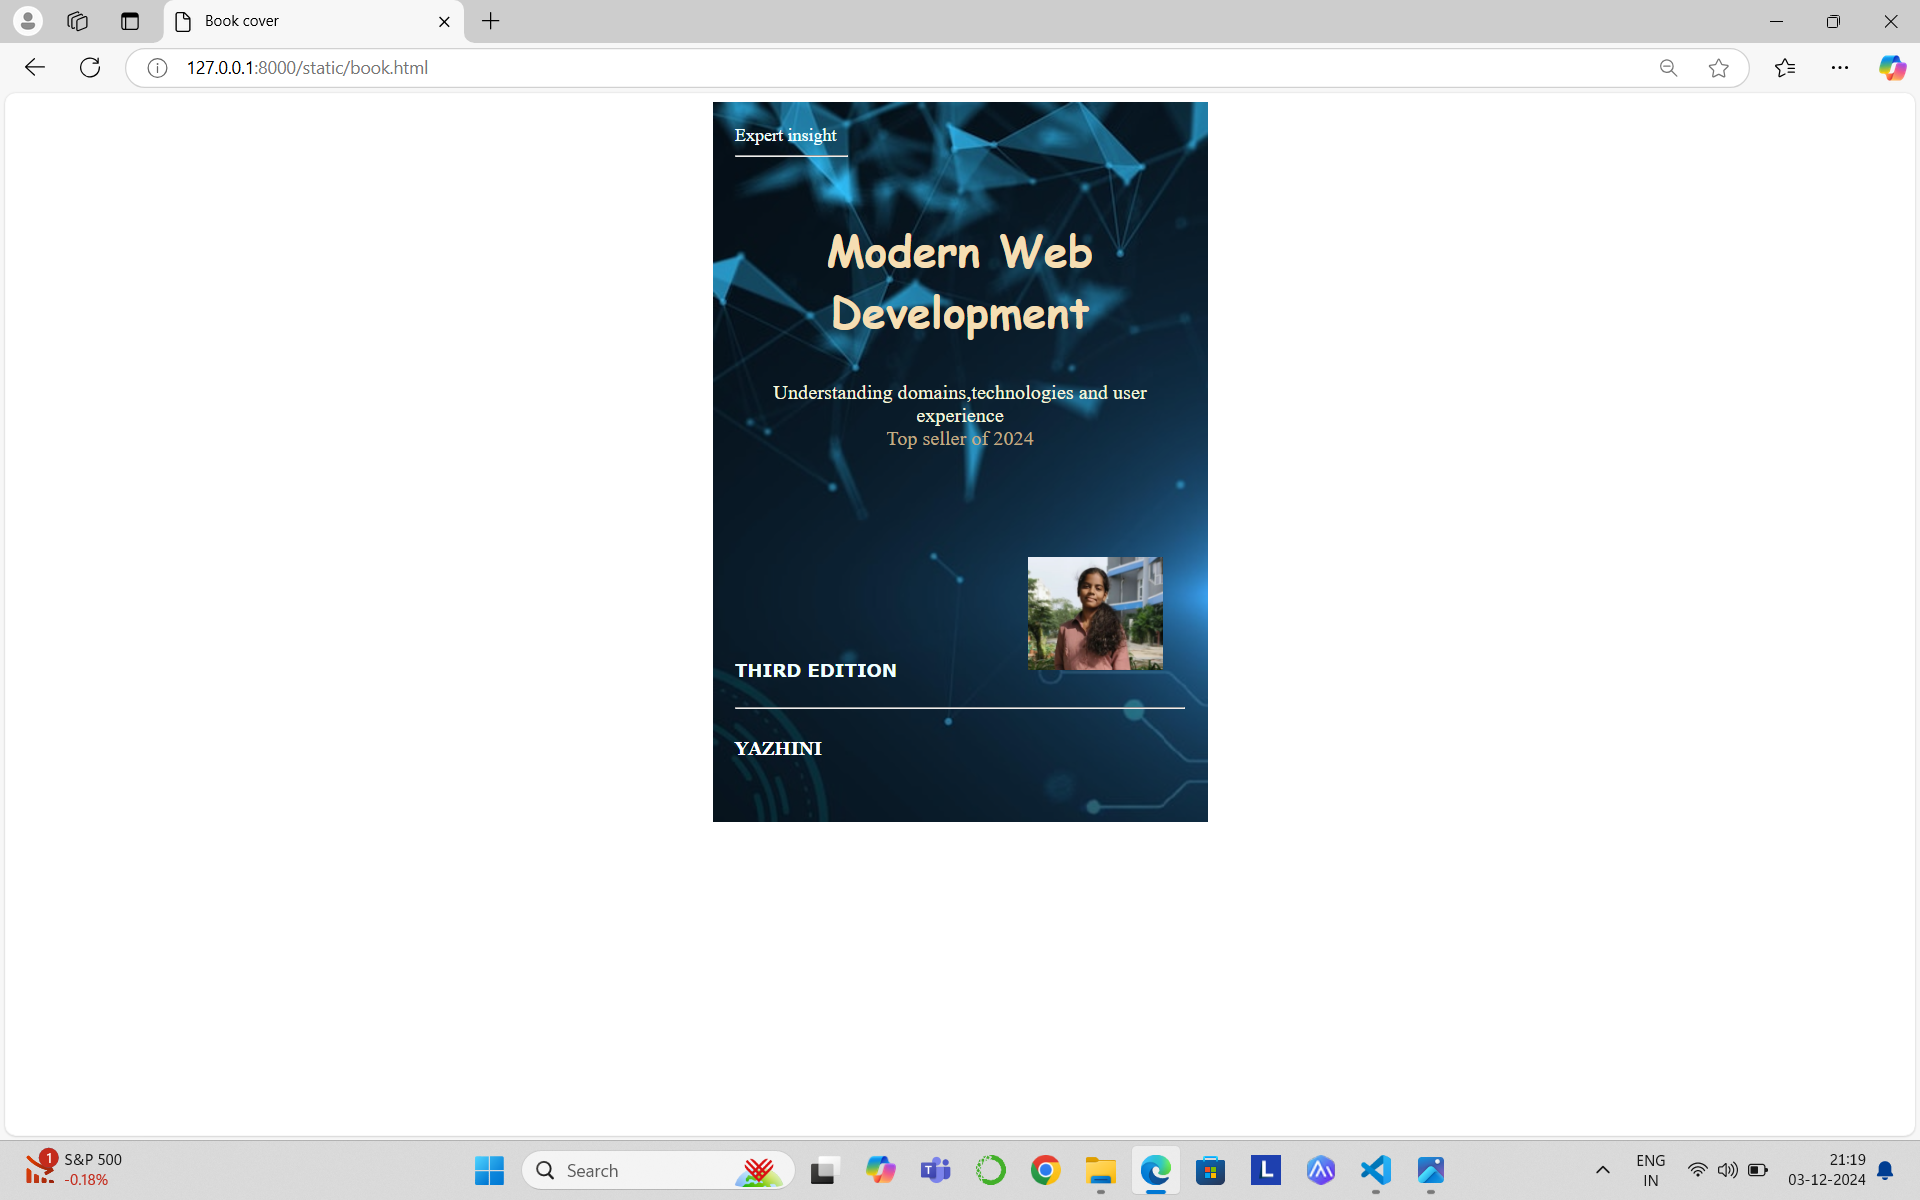 Book cover
127.0.0.1:8000/static/book.html
Expert insight
Modern Web
Development
Understanding domains,technologies and user
experience
Top seller of 2024
THIRD EDITION
YAZHINI
1
S&P 500
-0.18%
Search
T
L
ENG
IN
21:19
03-12-2024